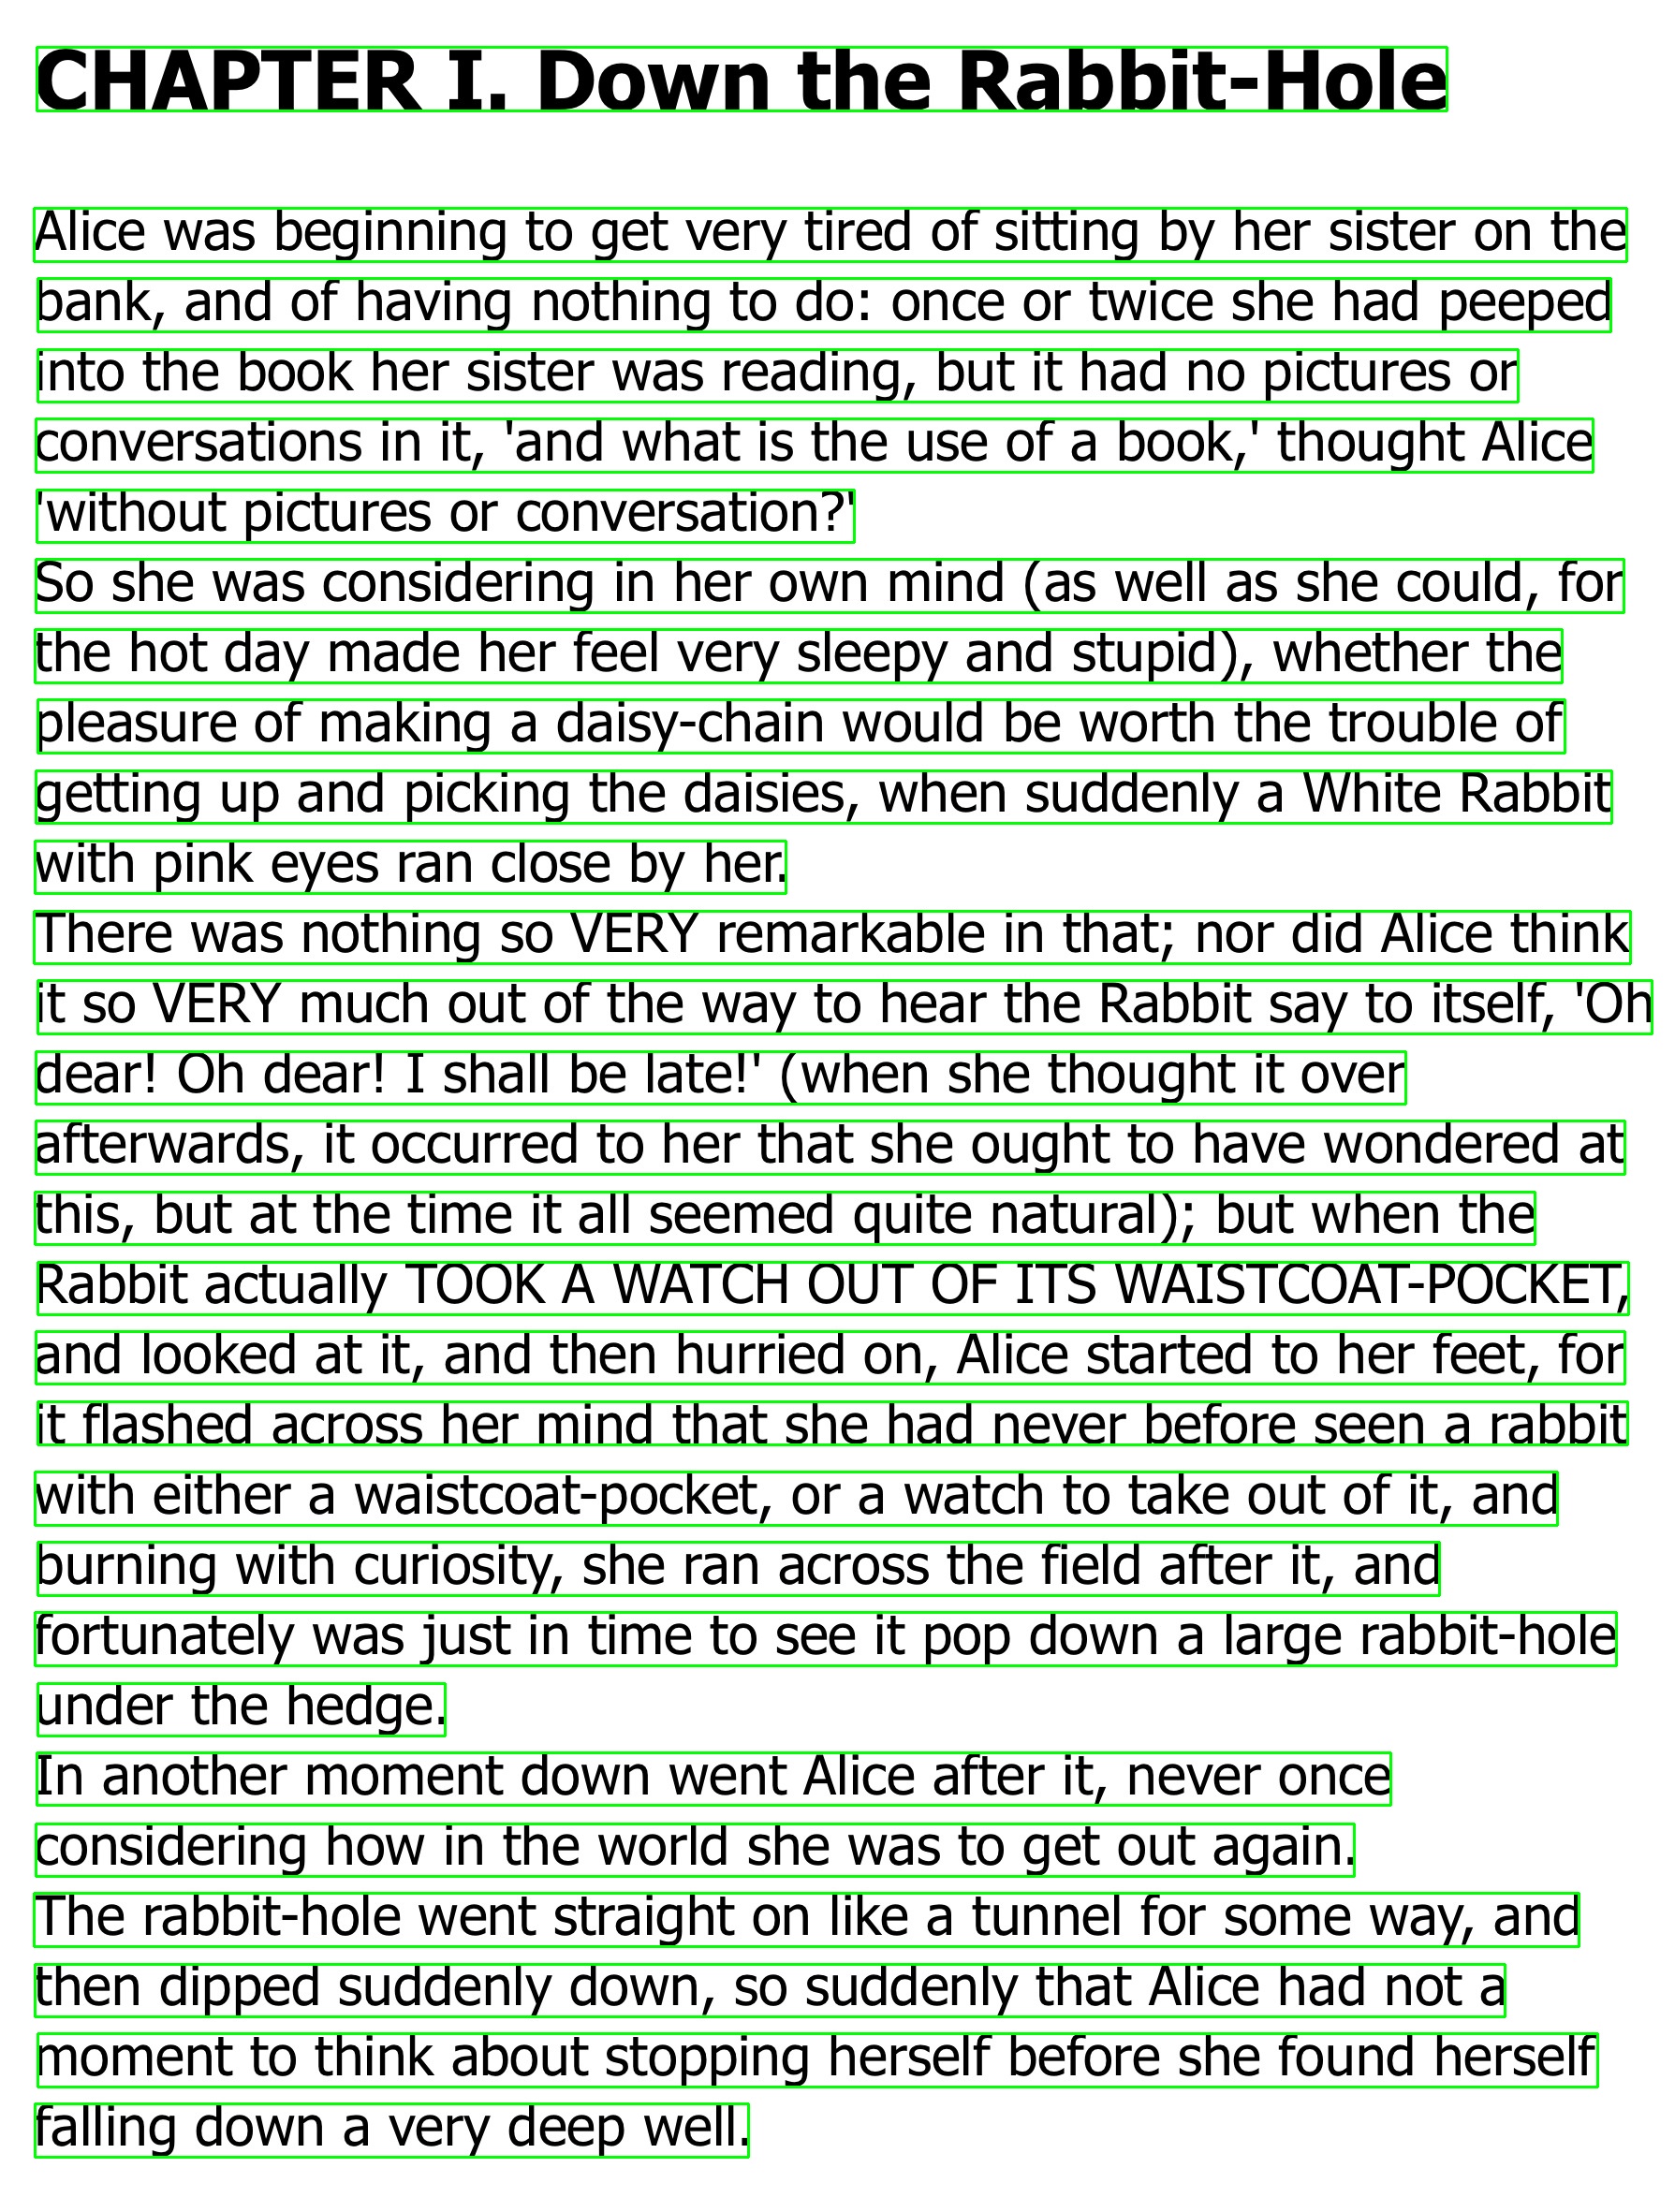 CHAPTER I. Down the Rabbit-Hole
Alice was beginning to get very tired of sitting by her sister on the
bank, and of having nothing to do: once or twice she had peeped
into the book her sister was reading, but it had no pictures or
conversations in it, 'and what is the use of a book,' thought Alice
'without pictures or conversation?'
So she was considering in her own mind (as well as she could, for
the hot day made her feel very sleepy and stupid), whether the
pleasure of making a daisy-chain would be worth the trouble of
getting up and picking the daisies, when suddenly a White Rabbit
with pink eyes ran close by her.
There was nothing so VERY remarkable in that; nor did Alice think
it so VERY much out of the way to hear the Rabbit say to itself, 'Oh
dear! Oh dear! I shall be late!' (when she thought it over
afterwards, it occurred to her that she ought to have wondered at
this, but at the time it all seemed quite natural); but when the
Rabbit actually TOOK A WATCH OUT OF ITS WAISTCOAT-POCKET,
and looked at it, and then hurried on, Alice started to her feet, for
it flashed across her mind that she had never before seen a rabbit
with either a waistcoat-pocket, or a watch to take out of it, and
burning with curiosity, she ran across the field after it, and
fortunately was just in time to see it pop down a large rabbit-hole
under the hedge.
In another moment down went Alice after it, never once
considering how in the world she was to get out again.
The rabbit-hole went straight on like a tunnel for some way, and
then dipped suddenly down, so suddenly that Alice had not a
moment to think about stopping herself before she found herself
falling down a very deep well.